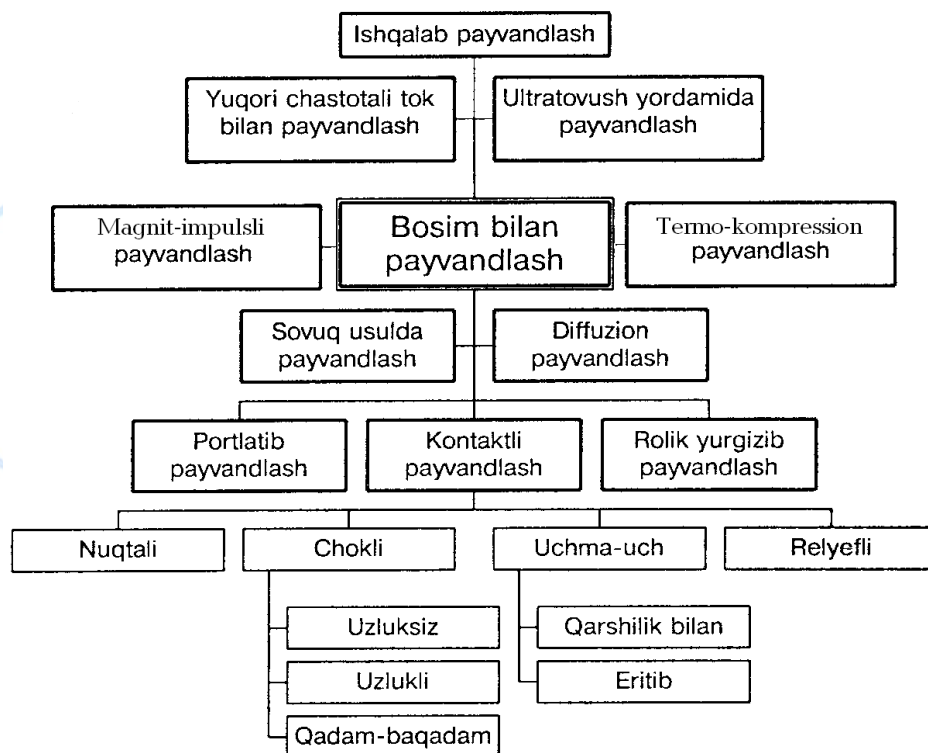 Ishqalab payvandlash
Yuqori chastotali tok
bilan payvandlash
Ultratovush yordamida
payvandlash
Magnit-impulsli
payvandlash
Bosim bilan
payvandlash
Termo-kompression
payvandlash
Sovuq usulda
payvandlash
Diffuzion
payvandlash
Portlatib
payvandlash
Kontaktli
payvandlash
Rolik yurgizib
payvandlash
Nuqtali
Chokli
Uchma-uch
Relyefli
Uzluksiz
Uzlukli
Qadam-baqadam
Qarshilik bilan
Eritib